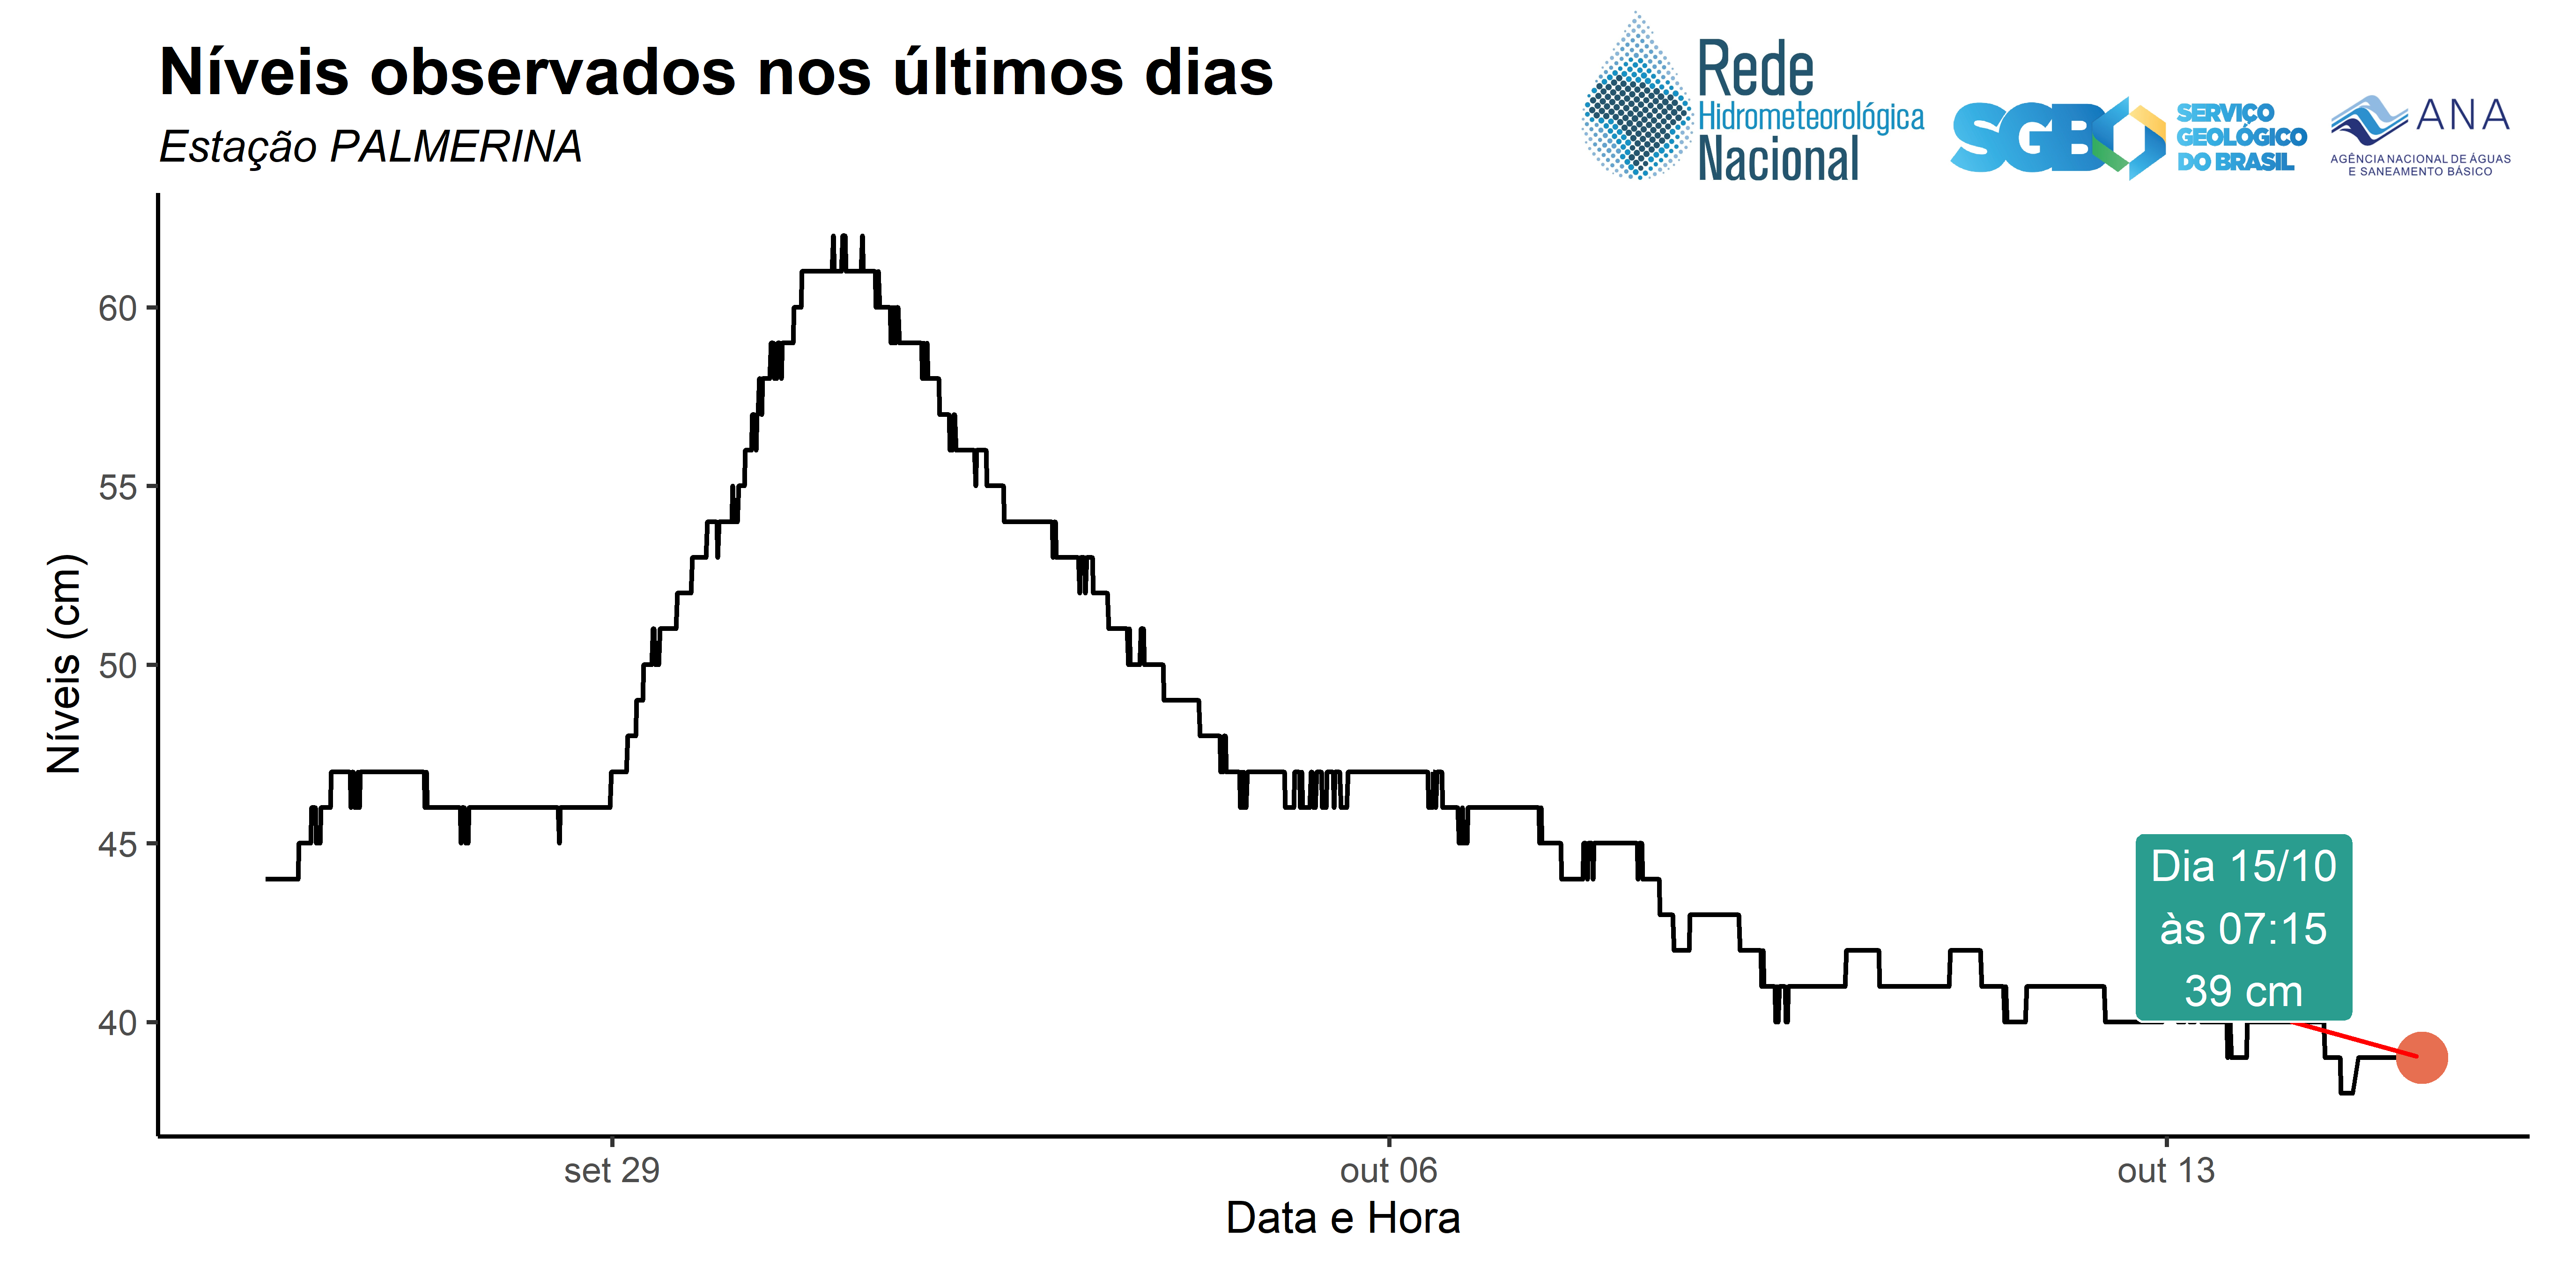 Níveis observados nos últimos dias
Estação PALMERINA
Rede
Hidrometeorológica
Nacional
SGB
SERVIÇO
GEOLÓGICO
DO BRASIL
ANA
AGÊNCIA NACIONAL DE ÁGUAS
E SANEAMENTO BÁSICO
Níveis (cm)
60
55
50
45
40
Dia 15/10
às 07:15
39 cm
set 29
out 06
out 13
Data e Hora